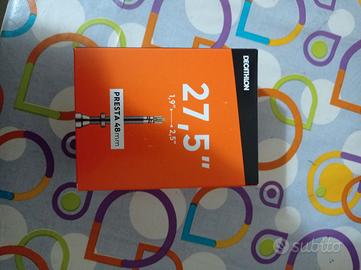 DECATHLON
27,5"
1,9" 2,5"
PRESTA 48mm
subito